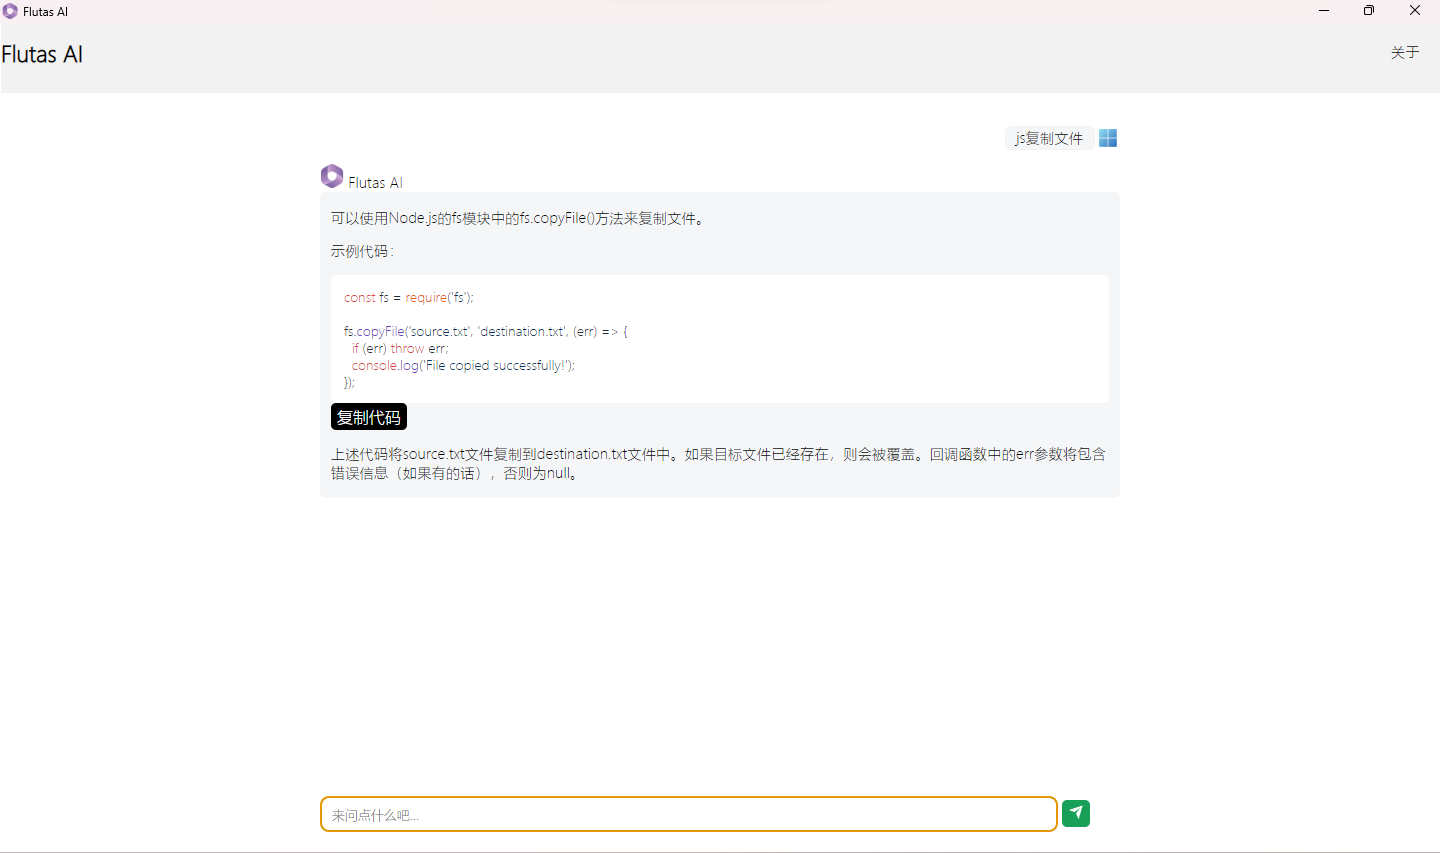 Flutas AI
Flutas AI
关于
js复制文件
Flutas AI
可以使用Node.js的fs模块中的fs.copyFile()方法来复制文件。
示例代码：
const fs = require('fs');
fs.copyFile('source.txt', 'destination.txt', (err) => {
if (err) throw err;
console.log('File copied successfully!');
});
复制代码
上述代码将source.txt文件复制到destination.txt文件中。如果目标文件已经存在，则会被覆盖。回调函数中的err参数将包含
错误信息（如果有的话），否则为null。
来问点什么吧...